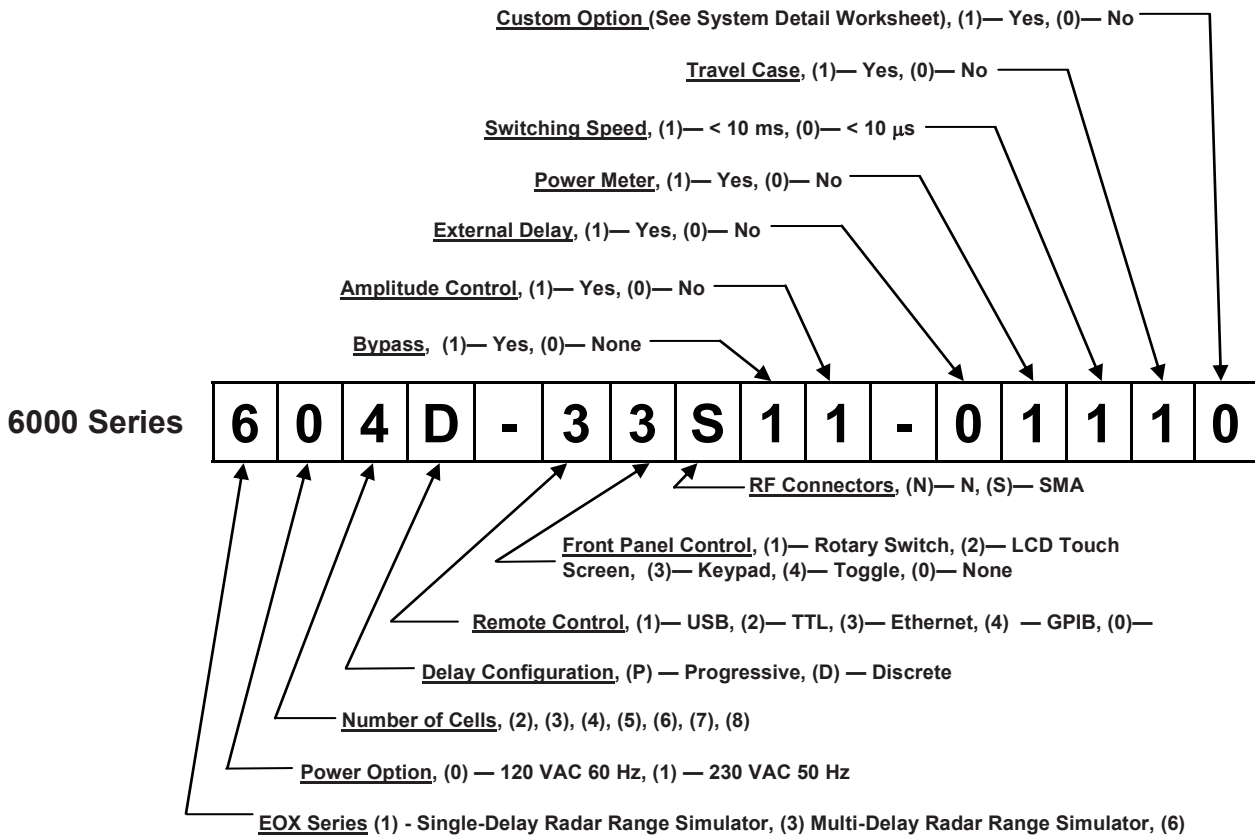 Custom Option (See System Detail Worksheet), (1)— Yes, (0)— No
Travel Case, (1)— Yes, (0)— No
Switching Speed, (1)— < 10 ms, (0)— < 10 μs
Power Meter, (1)— Yes, (0)— No
External Delay, (1)— Yes, (0)— No
Amplitude Control, (1)— Yes, (0)— No
Bypass, (1)— Yes, (0)— None
6000 Series 6 0 4 D - 3 3 S 1 1 - 0 1 1 1 0
RF Connectors, (N)— N, (S)— SMA
Front Panel Control, (1)— Rotary Switch, (2)— LCD Touch
Screen, (3)— Keypad, (4)— Toggle, (0)— None
Remote Control, (1)— USB, (2)— TTL, (3)— Ethernet, (4) — GPIB, (0)—
Delay Configuration, (P) — Progressive, (D) — Discrete
Number of Cells, (2), (3), (4), (5), (6), (7), (8)
Power Option, (0) — 120 VAC 60 Hz, (1) — 230 VAC 50 Hz
EOX Series (1) - Single-Delay Radar Range Simulator, (3) Multi-Delay Radar Range Simulator, (6)